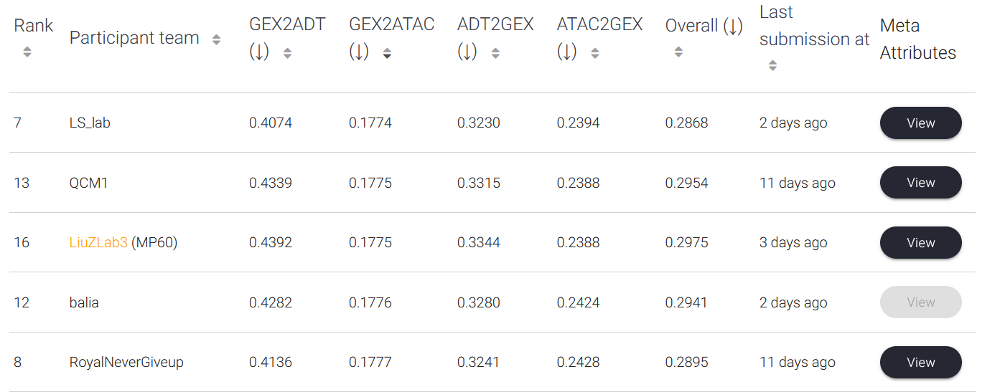 Rank Participant team GEX2ADT (↓) GEX2ATAC (↓) ADT2GEX (↓) ATAC2GEX (↓) Overall (↓) Last submission at Meta Attributes
7 LS_lab 0.4074 0.1774 0.3230 0.2394 0.2868 2 days ago View
13 QCM1 0.4339 0.1775 0.3315 0.2388 0.2954 11 days ago View
16 LiuZLab3 (MP60) 0.4392 0.1775 0.3344 0.2388 0.2975 3 days ago View
12 balia 0.4282 0.1776 0.3280 0.2424 0.2941 2 days ago View
8 RoyalNeverGiveup 0.4136 0.1777 0.3241 0.2428 0.2895 11 days ago View